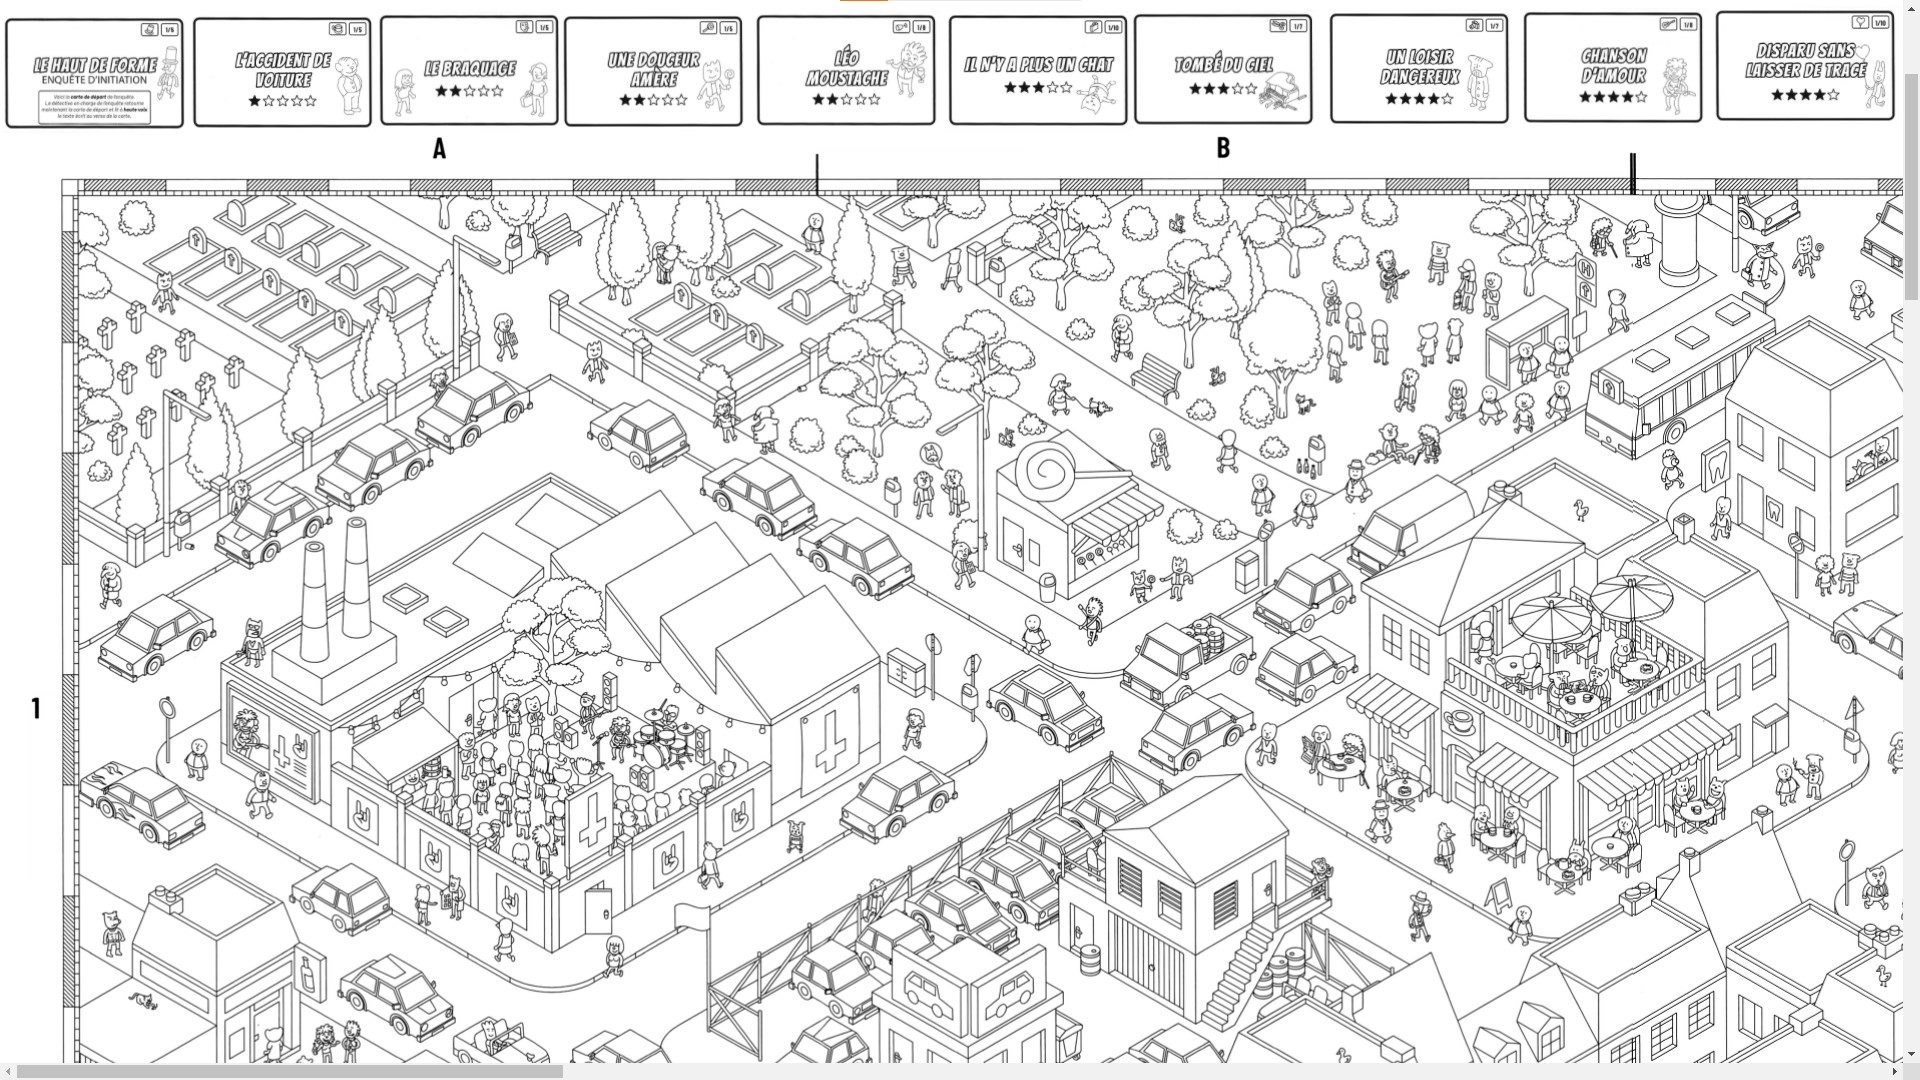 1/5
LE HAUT DE FORME
ENQUÊTE D'INITIATION
Voici la carte de départ de l'enquête.
Le détective en charge de l'enquête retourne
maintenant la carte de départ et lit à haute voix
le texte écrit au verso de la carte.
1/5
L'ACCIDENT DE
VOITURE
1/5
LE BRAQUAGE
1/5
UNE DOUCEUR
AMÈRE
1/8
LÉO
MOUSTACHE
1/10
IL N'Y A PLUS UN CHAT
1/7
TOMBÉ DU CIEL
1/7
UN LOISIR
DANGEREUX
1/8
CHANSON
D'AMOUR
1/10
DISPARU SANS
LAISSER DE TRACE
A
B
H
1